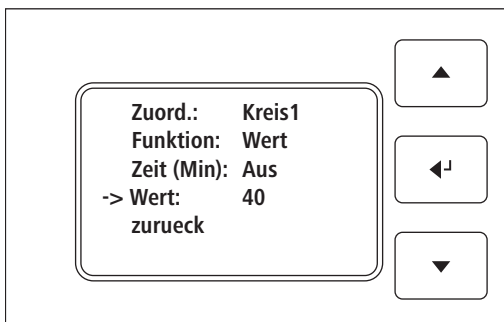 Zuord.: Kreis1
Funktion: Wert
Zeit (Min): Aus
-> Wert: 40
zurueck